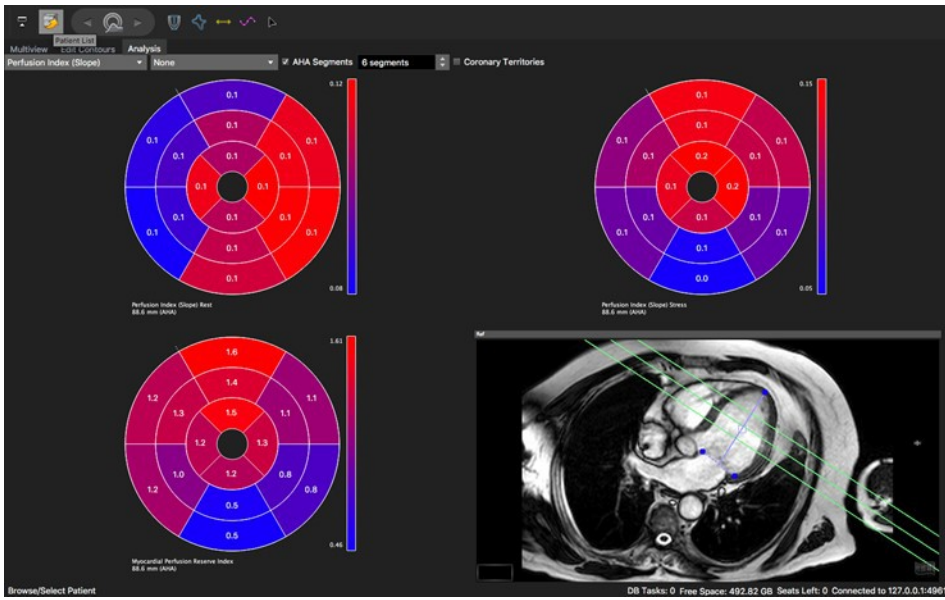 Patient List
Multiview Edit Contours Analysis
Perfusion Index (Slope) None AHA Segments 6 segments Coronary Territories
0.12
0.1
0.1
0.1
0.1 0.1 0.1 0.1
0.1 0.1
0.1 0.1 0.1 0.1
0.1
0.1
0.1
0.08
Perfusion Index (Slope) Rest
88.6 mm (AHA)
0.15
0.1
0.1
0.2
0.1 0.1 0.1 0.1
0.1 0.2
0.1 0.1 0.1 0.1
0.1
0.1
0.0
0.05
Perfusion Index (Slope) Stress
88.6 mm (AHA)
1.61
1.6
1.4
1.5
1.2 1.3 1.1 1.1
1.2 1.3
1.2 1.0 0.8 0.8
1.2
0.5
0.5
0.46
Myocardial Perfusion Reserve Index
88.6 mm (AHA)
Ref
Browse/Select Patient
DB Tasks: 0 Free Space: 492.82 GB Seats Left: 0 Connected to 127.0.0.1:496